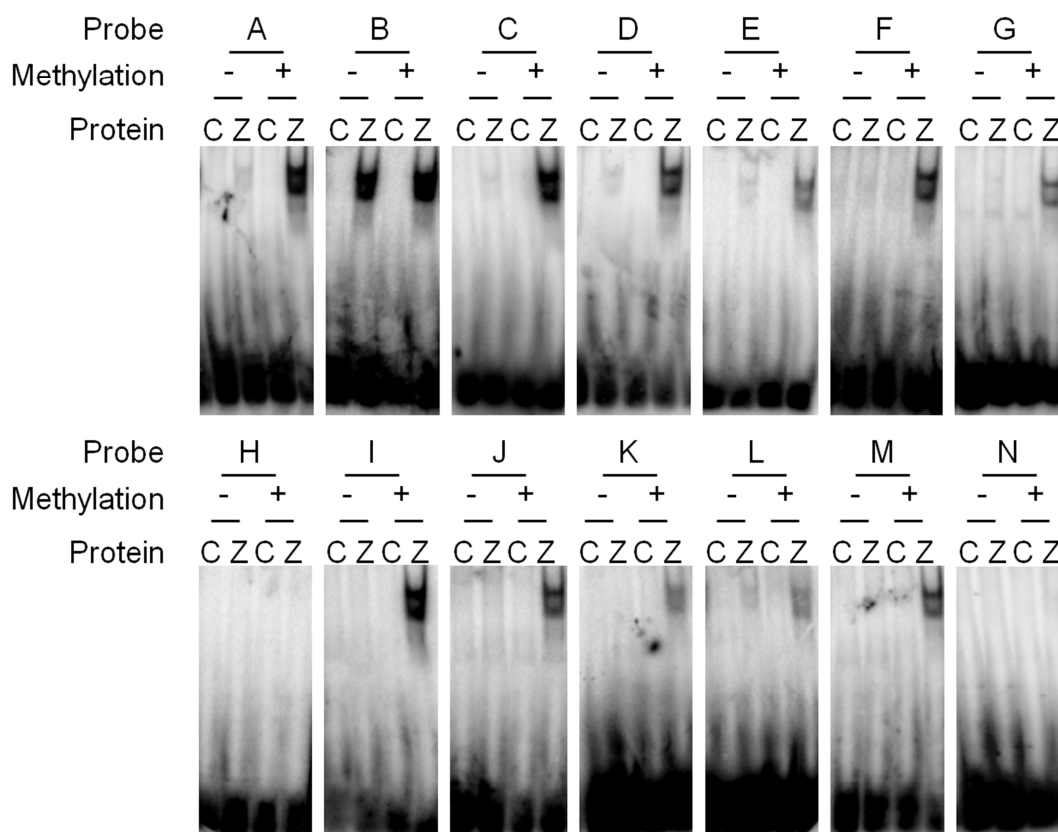 Probe A B C D E F G
Methylation - + - + - + - + - + - + - +
Protein C Z C Z C Z C Z C Z C Z C Z C Z C Z C Z C Z C Z C Z C Z
Probe H I J K L M N
Methylation - + - + - + - + - + - + - +
Protein C Z C Z C Z C Z C Z C Z C Z C Z C Z C Z C Z C Z C Z C Z